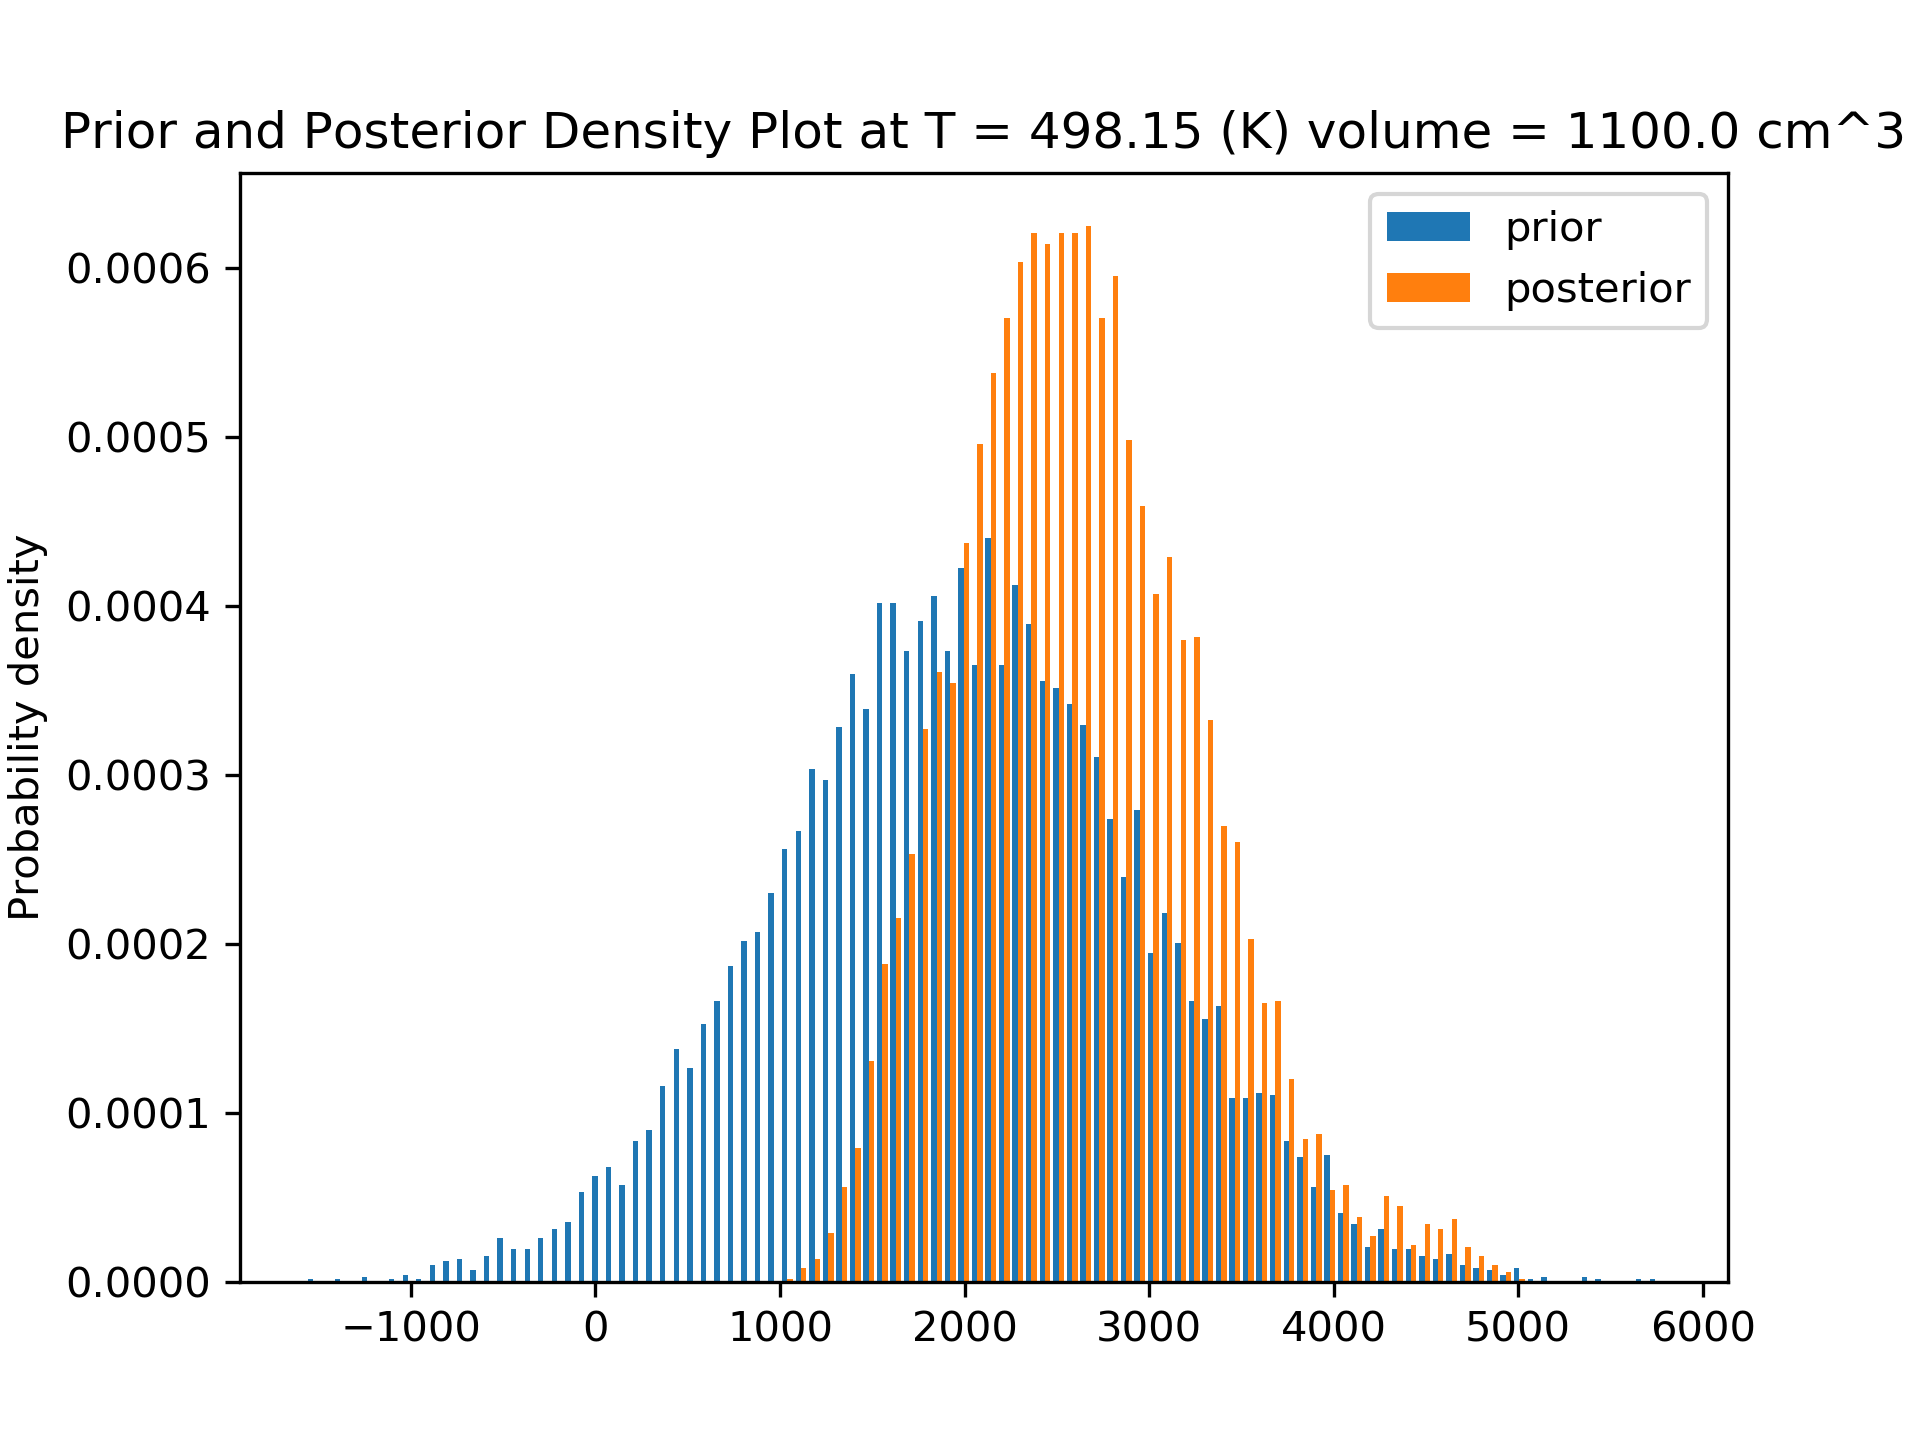 Prior and Posterior Density Plot at T = 498.15 (K) volume = 1100.0 cm^3
prior
posterior
Probability density
0.0006
0.0005
0.0004
0.0003
0.0002
0.0001
0.0000
−1000 0 1000 2000 3000 4000 5000 6000